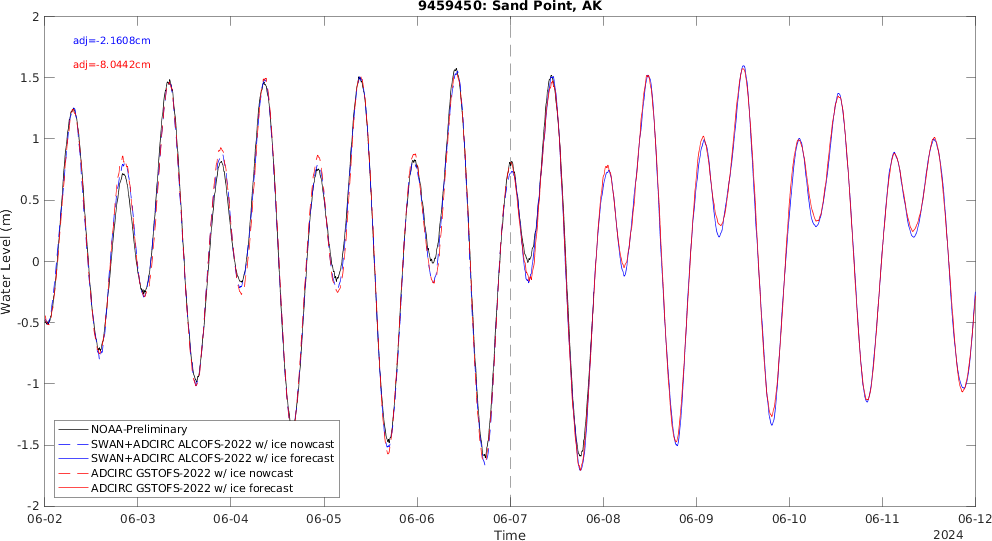 9459450: Sand Point, AK
adj=-2.1608cm
adj=-8.0442cm
2
1.5
1
0.5
0
-0.5
-1
-1.5
-2
Water Level (m)
NOAA-Preliminary
SWAN+ADCIRC ALCOFS-2022 w/ ice nowcast
SWAN+ADCIRC ALCOFS-2022 w/ ice forecast
ADCIRC GSTOFS-2022 w/ ice nowcast
ADCIRC GSTOFS-2022 w/ ice forecast
06-02 06-03 06-04 06-05 06-06 06-07 06-08 06-09 06-10 06-11 06-12
Time
2024